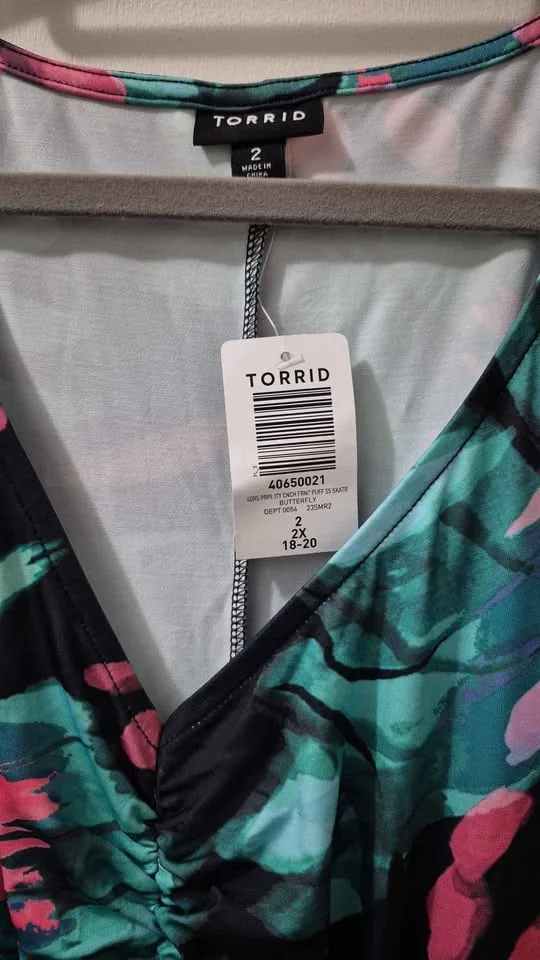 TORRID
2
MADE IN
CHINA
TORRID
40650021
4DRS PRPL ITY CNCH FRNT PUFF SS SKATR
BUTTERFLY
DEPT 0054 23SMR2
2
2X
18-20